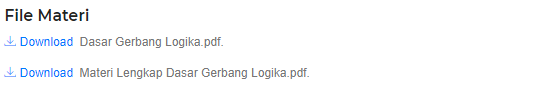 File Materi
Download Dasar Gerbang Logika.pdf.
Download Materi Lengkap Dasar Gerbang Logika.pdf.